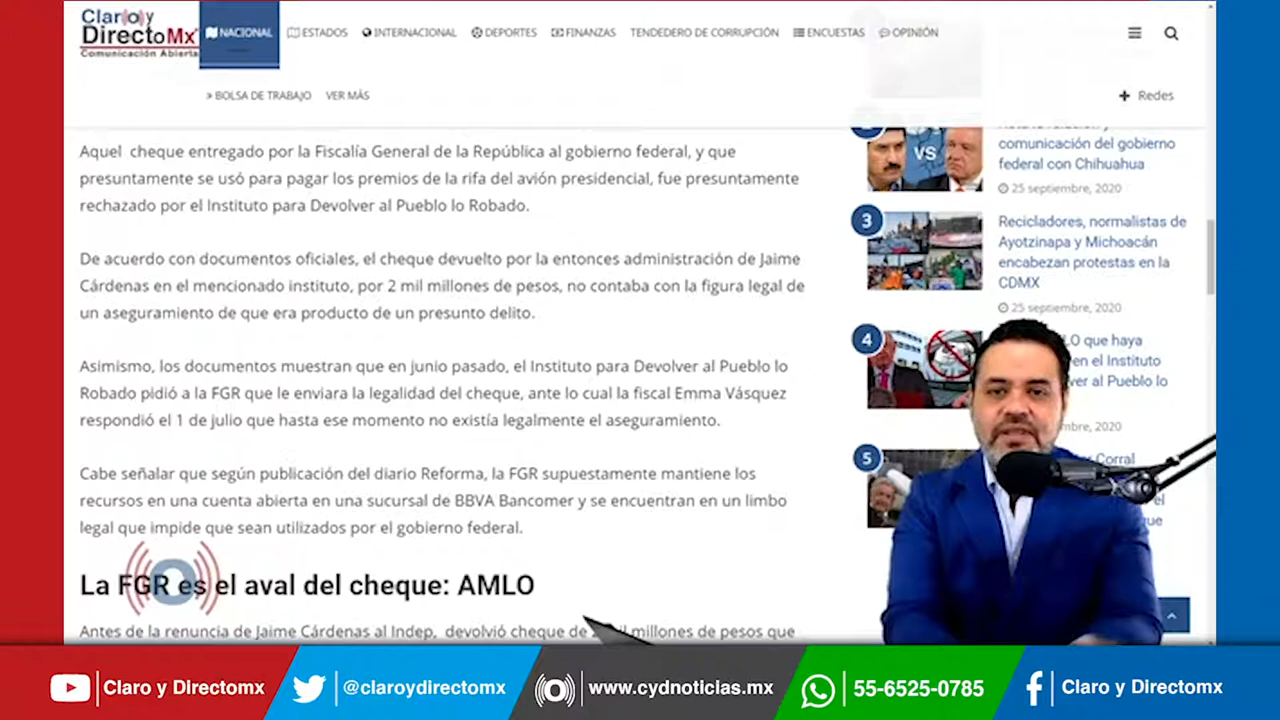 Claro y
DirectoMx
Comunicación Abierta
NACIONAL
ESTADOS
INTERNACIONAL
DEPORTES
FINANZAS
TENDEDERO DE CORRUPCIÓN
ENCUESTAS
OPINIÓN
» BOLSA DE TRABAJO
VER MÁS
+ Redes
Aquel cheque entregado por la Fiscalía General de la República al gobierno federal, y que
presuntamente se usó para pagar los premios de la rifa del avión presidencial, fue presuntamente
rechazado por el Instituto para Devolver al Pueblo lo Robado.
De acuerdo con documentos oficiales, el cheque devuelto por la entonces administración de Jaime
Cárdenas en el mencionado instituto, por 2 mil millones de pesos, no contaba con la figura legal de
un aseguramiento de que era producto de un presunto delito.
Asimismo, los documentos muestran que en junio pasado, el Instituto para Devolver al Pueblo lo
Robado pidió a la FGR que le enviara la legalidad del cheque, ante lo cual la fiscal Emma Vásquez
respondió el 1 de julio que hasta ese momento no existía legalmente el aseguramiento.
Cabe señalar que según publicación del diario Reforma, la FGR supuestamente mantiene los
recursos en una cuenta abierta en una sucursal de BBVA Bancomer y se encuentran en un limbo
legal que impide que sean utilizados por el gobierno federal.
La FGR es el aval del cheque: AMLO
Antes de la renuncia de Jaime Cárdenas al Indep, devolvió cheque de millones de pesos que
VS
comunicación del gobierno
federal con Chihuahua
25 septiembre, 2020
3
Recicladores, normalistas de
Ayotzinapa y Michoacán
encabezan protestas en la
CDMX
25 septiembre, 2020
4
que haya
en el Instituto
al Pueblo lo
2020
5
Corral
el
Claro y Directomx
@claroydirectomx
www.cydnoticias.mx
55-6525-0785
Claro y Directomx